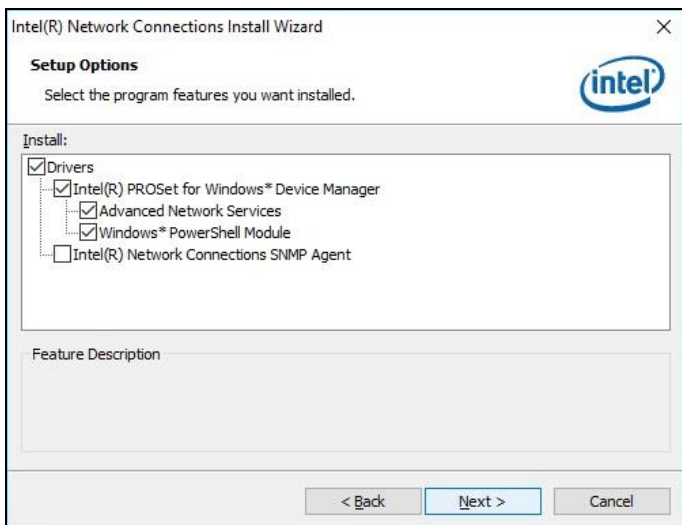 Intel(R) Network Connections Install Wizard
Setup Options
Select the program features you want installed.
intel
Install:
Drivers
Intel(R) PROSet for Windows* Device Manager
Advanced Network Services
Windows* PowerShell Module
Intel(R) Network Connections SNMP Agent
Feature Description
< Back Next > Cancel